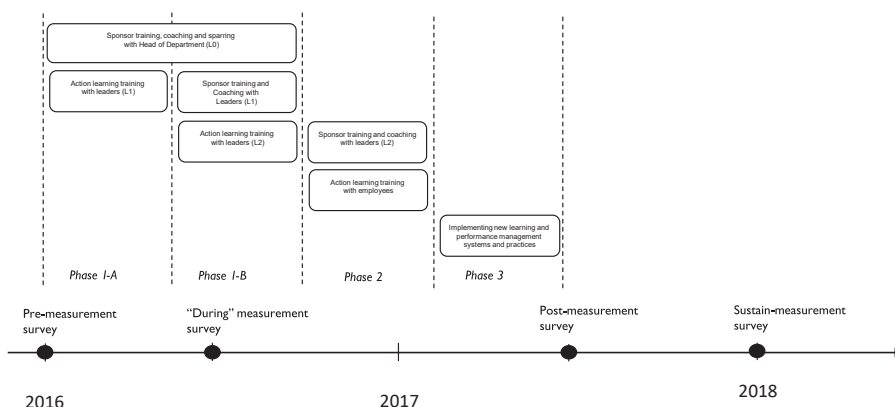 Sponsor training, coaching and sparring
with Head of Department (L0)
Action learning training
with leaders (L1)
Sponsor training and
Coaching with
Leaders (L1)
Action learning training
with leaders (L2)
Sponsor training and coaching
with leaders (L2)
Action learning training
with employees
Implementing new learning and
performance management
systems and practices
Phase 1-A
Phase 1-B
Phase 2
Phase 3
Pre-measurement
survey
“During” measurement
survey
Post-measurement
survey
Sustain-measurement
survey
2016
2017
2018